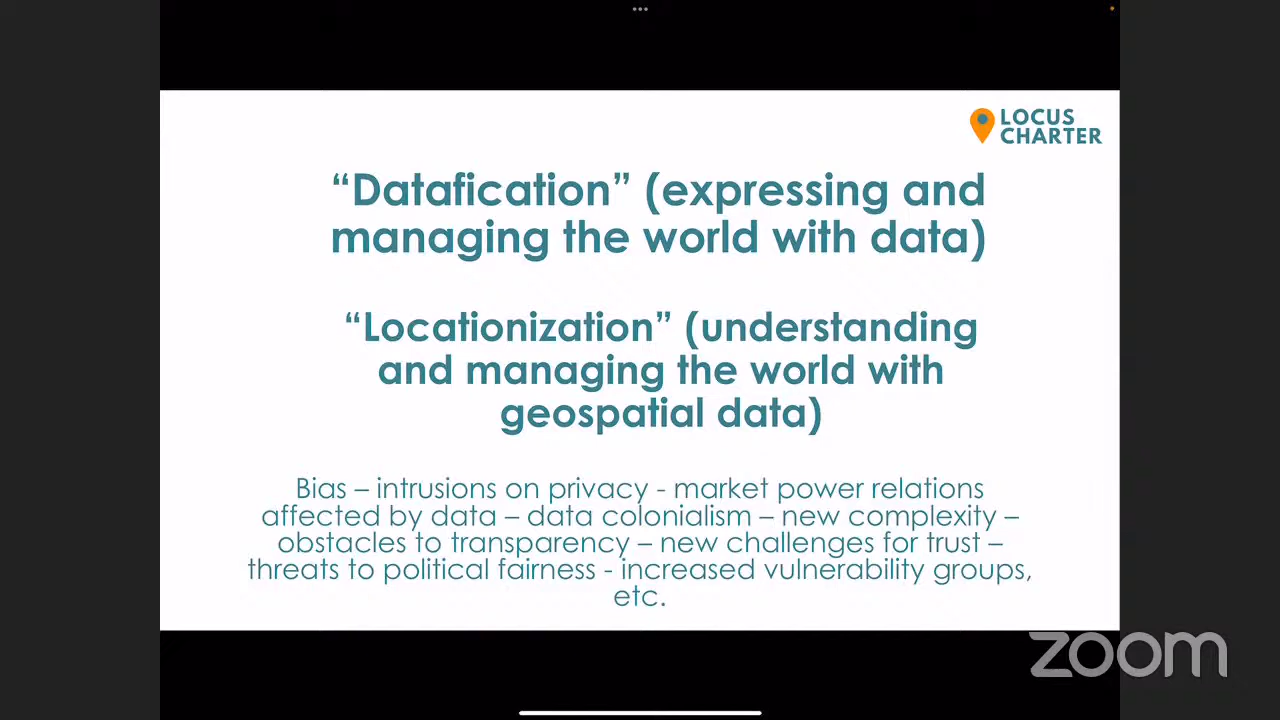 LOCUS
CHARTER
“Datafication” (expressing and
managing the world with data)
“Locationization” (understanding
and managing the world with
geospatial data)
Bias – intrusions on privacy - market power relations
affected by data – data colonialism – new complexity –
obstacles to transparency – new challenges for trust –
threats to political fairness - increased vulnerability groups,
etc.
zoom